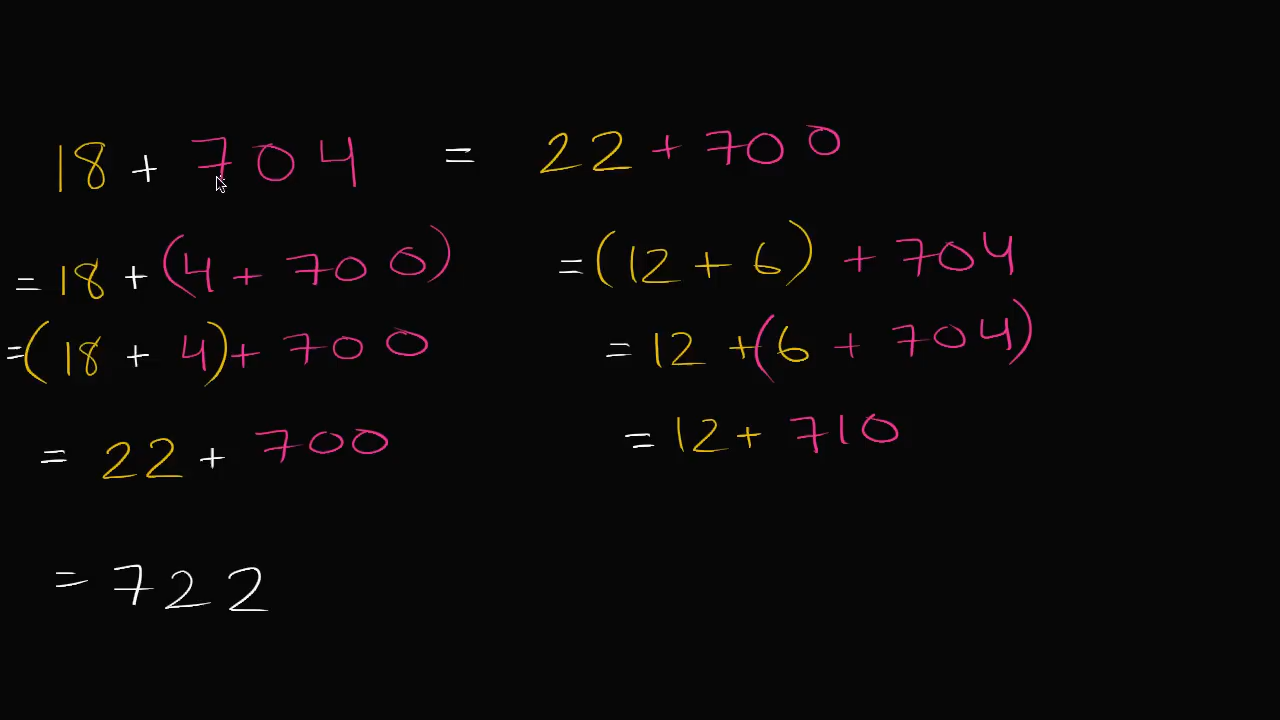 18 + 704 = 22 + 700
= 18 + (4 + 700)
= (18 + 4) + 700
= 22 + 700
= 722
= (12 + 6) + 704
= 12 + (6 + 704)
= 12 + 710